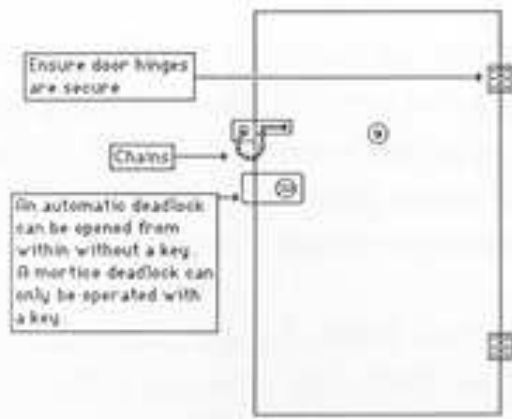 Ensure door hinges
are secure
Chains
An automatic deadlock
can be opened from
within without a key.
A mortice deadlock can
only be operated with
a key.